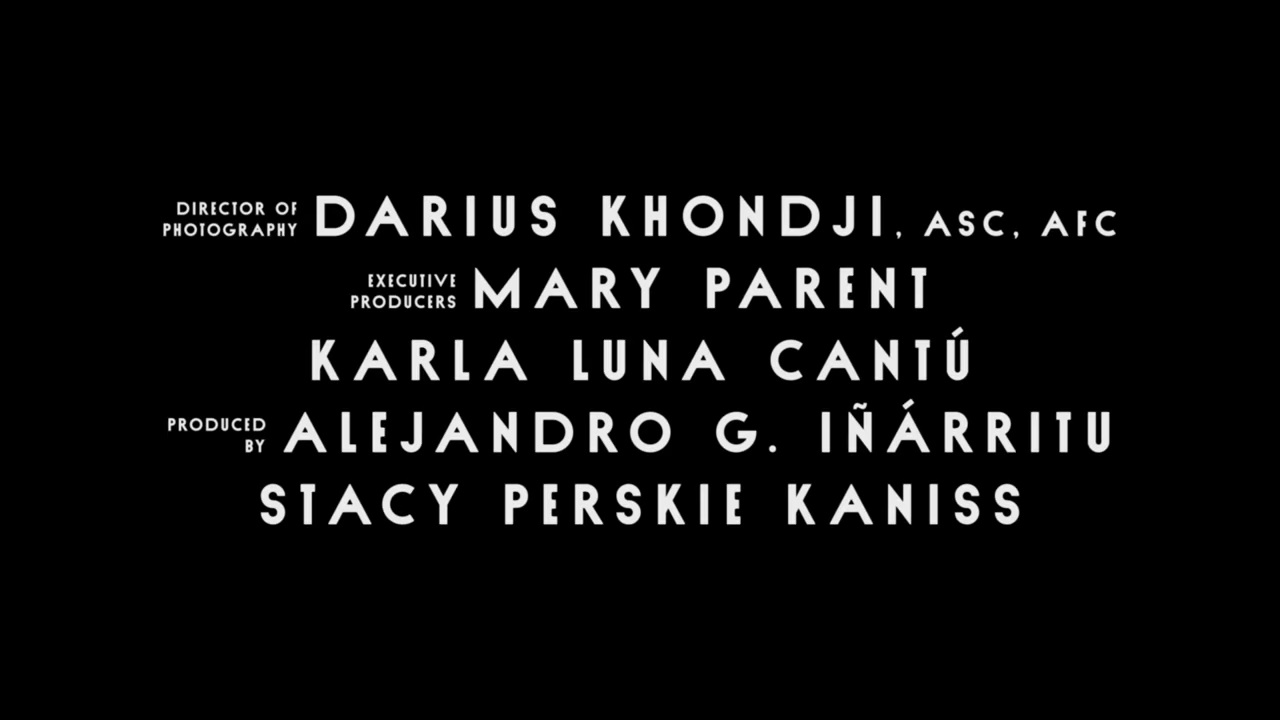 DIRECTOR OF
PHOTOGRAPHY DARIUS KHONDJI, ASC, AFC
EXECUTIVE
PRODUCERS MARY PARENT
KARLA LUNA CANTÚ
PRODUCED
BY ALEJANDRO G. IÑÁRRITU
STACY PERSKIE KANISS